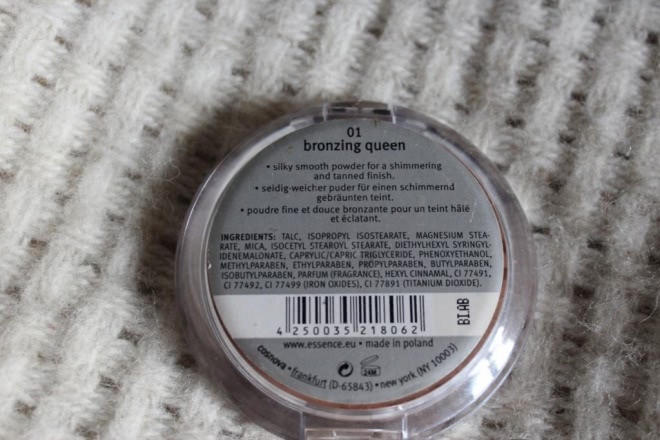 01
bronzing queen
• silky smooth powder for a shimmering
and tanned finish.
• seidig-weicher puder für einen schimmernd
gebräunten teint.
• poudre fine et douce bronzante pour un teint hâlé
et éclatant.
INGREDIENTS: TALC, ISOPROPYL ISOSTEARATE, MAGNESIUM STEA-
RATE, MICA, ISOCETYL STEAROYL STEARATE, DIETHYLHEXYL SYRINGYL-
IDENEMALONATE, CAPRYLIC/CAPRIC TRIGLYCERIDE, PHENOXYETHANOL,
METHYLPARABEN, ETHYLPARABEN, PROPYLPARABEN, BUTYLPARABEN,
ISOBUTYLPARABEN, PARFUM (FRAGRANCE), HEXYL CINNAMAL, CI 77491,
CI 77492, CI 77499 (IRON OXIDES), CI 77891 (TITANIUM DIOXIDE).
4 250035 218062
BI.AB
www.essence.eu • made in poland
24M
cosnova • frankfurt (D-65843) • new york (NY 10003)